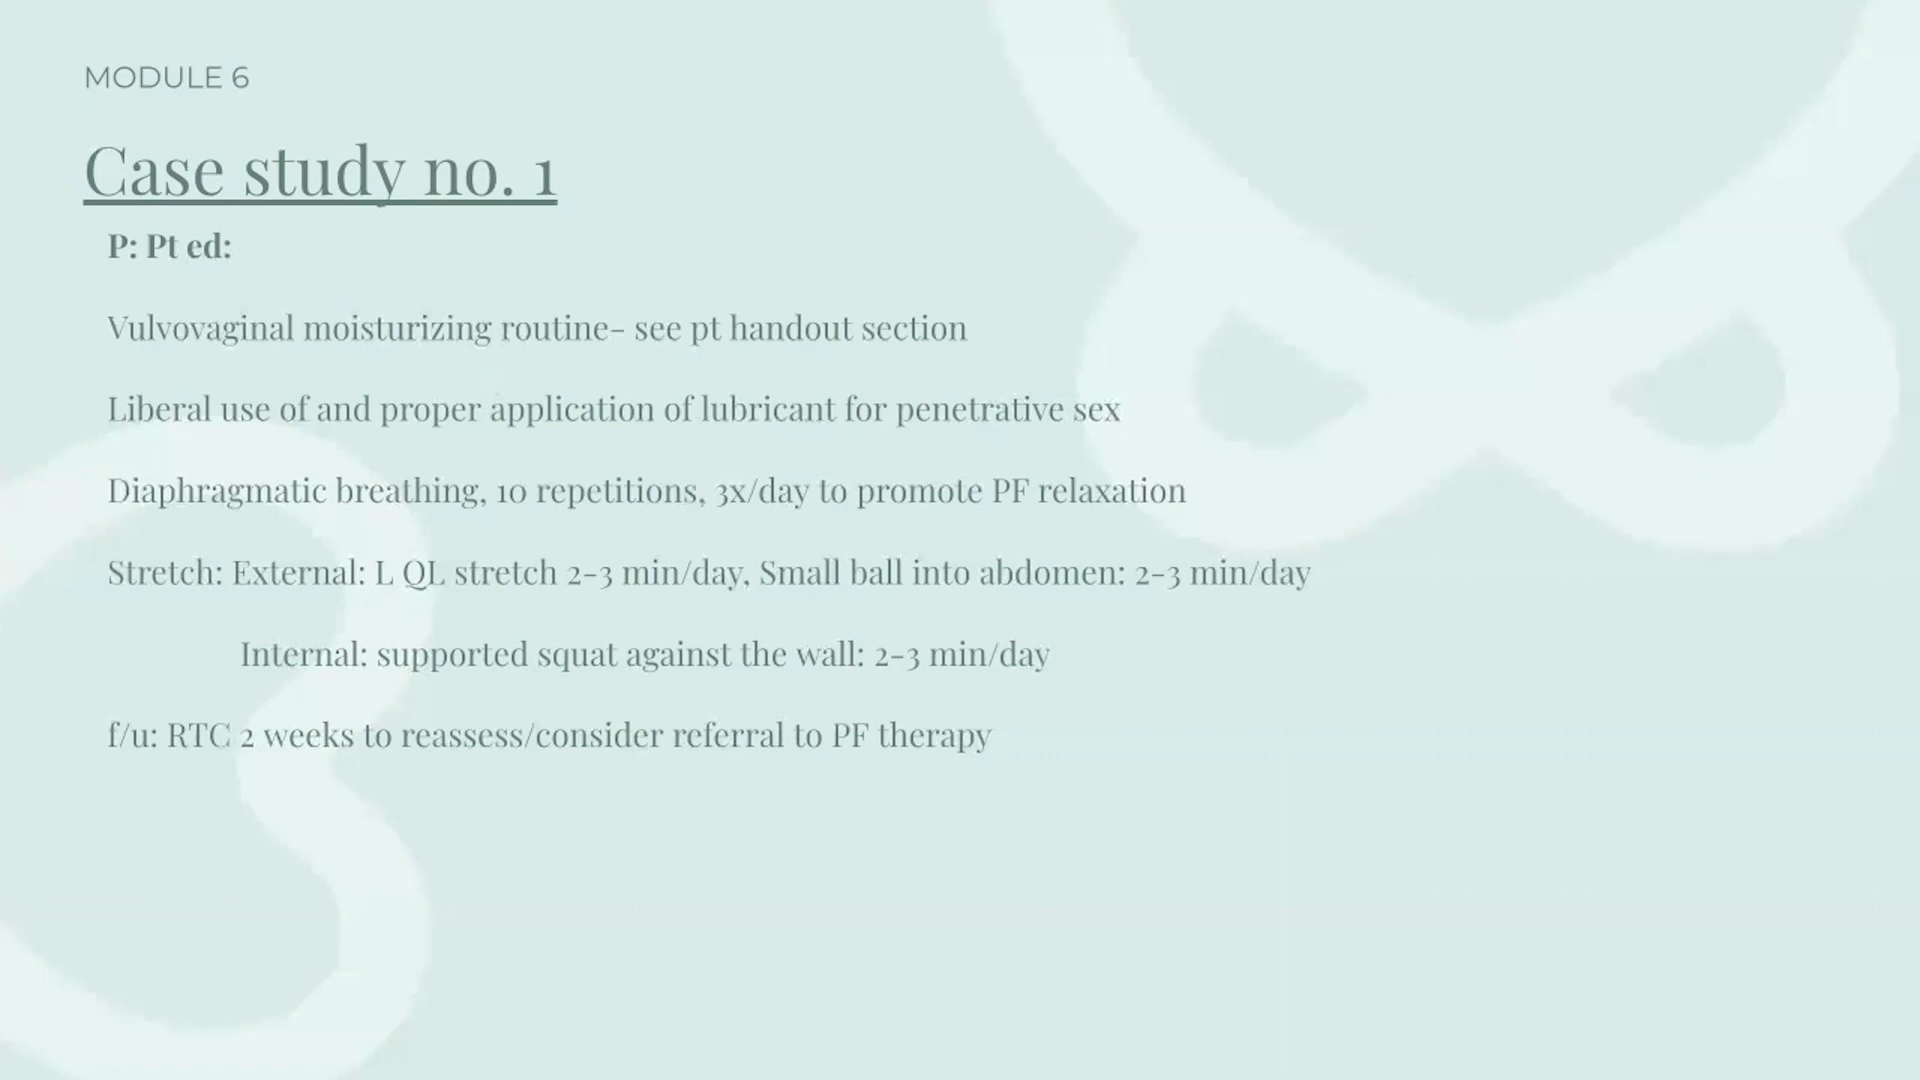 MODULE 6
Case study no. 1
P: Pt ed:
Vulvovaginal moisturizing routine- see pt handout section
Liberal use of and proper application of lubricant for penetrative sex
Diaphragmatic breathing, 10 repetitions, 3x/day to promote PF relaxation
Stretch: External: L QL stretch 2-3 min/day, Small ball into abdomen: 2-3 min/day
Internal: supported squat against the wall: 2-3 min/day
f/u: RTC 2 weeks to reassess/consider referral to PF therapy